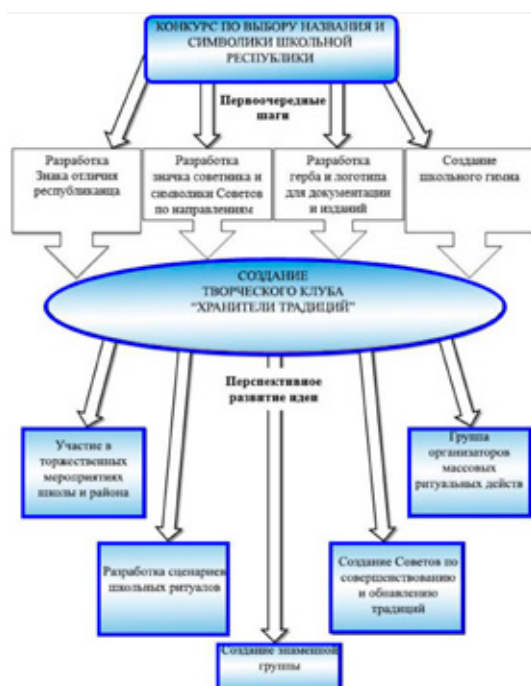 КОНКУРС ПО ВЫБОРУ НАЗВАНИЯ И
СИМВОЛИКИ ШКОЛЬНОЙ
РЕСПУБЛИКИ
Первоочередные
шаги
Разработка
Знака отличия
республиканца
Разработка
значка советника и
символики Советов
по направлениям
Разработка
герба и логотипа
для документации
и изданий
Создание
школьного гимна
СОЗДАНИЕ
ТВОРЧЕСКОГО КЛУБА
"ХРАНИТЕЛИ ТРАДИЦИЙ"
Перспективное
развитие идеи
Участие в
торжественных
мероприятиях
школы и района
Группа
организаторов
массовых
ритуальных действ
Разработка сценариев
школьных ритуалов
Создание Советов по
совершенствованию
и обнавлению
традиций
Создание знаменной
группы